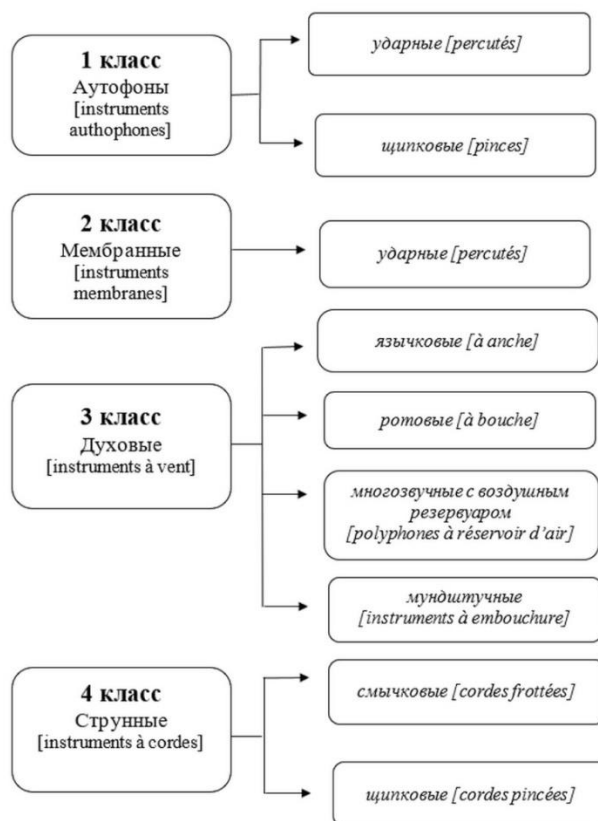 1 класс
Аутофоны
[instruments
authophones]
ударные [percutés]
щипковые [pinces]
2 класс
Мембранные
[instruments
membranes]
ударные [percutés]
3 класс
Духовые
[instruments à vent]
язычковые [à anche]
ротовые [à bouche]
многозвучные с воздушным
резервуаром
[polyphones à réservoir d’air]
мундштучные
[instruments à embouchure]
4 класс
Струнные
[instruments à cordes]
смычковые [cordes frottées]
щипковые [cordes pincées]